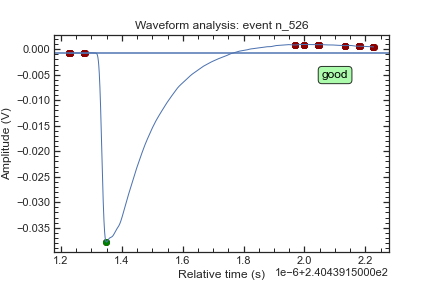 Waveform analysis: event n_526
0.000
−0.005
−0.010
−0.015
−0.020
−0.025
−0.030
−0.035
Amplitude (V)
good
1.2 1.4 1.6 1.8 2.0 2.2
Relative time (s)
1e−6+2.4043915000e2